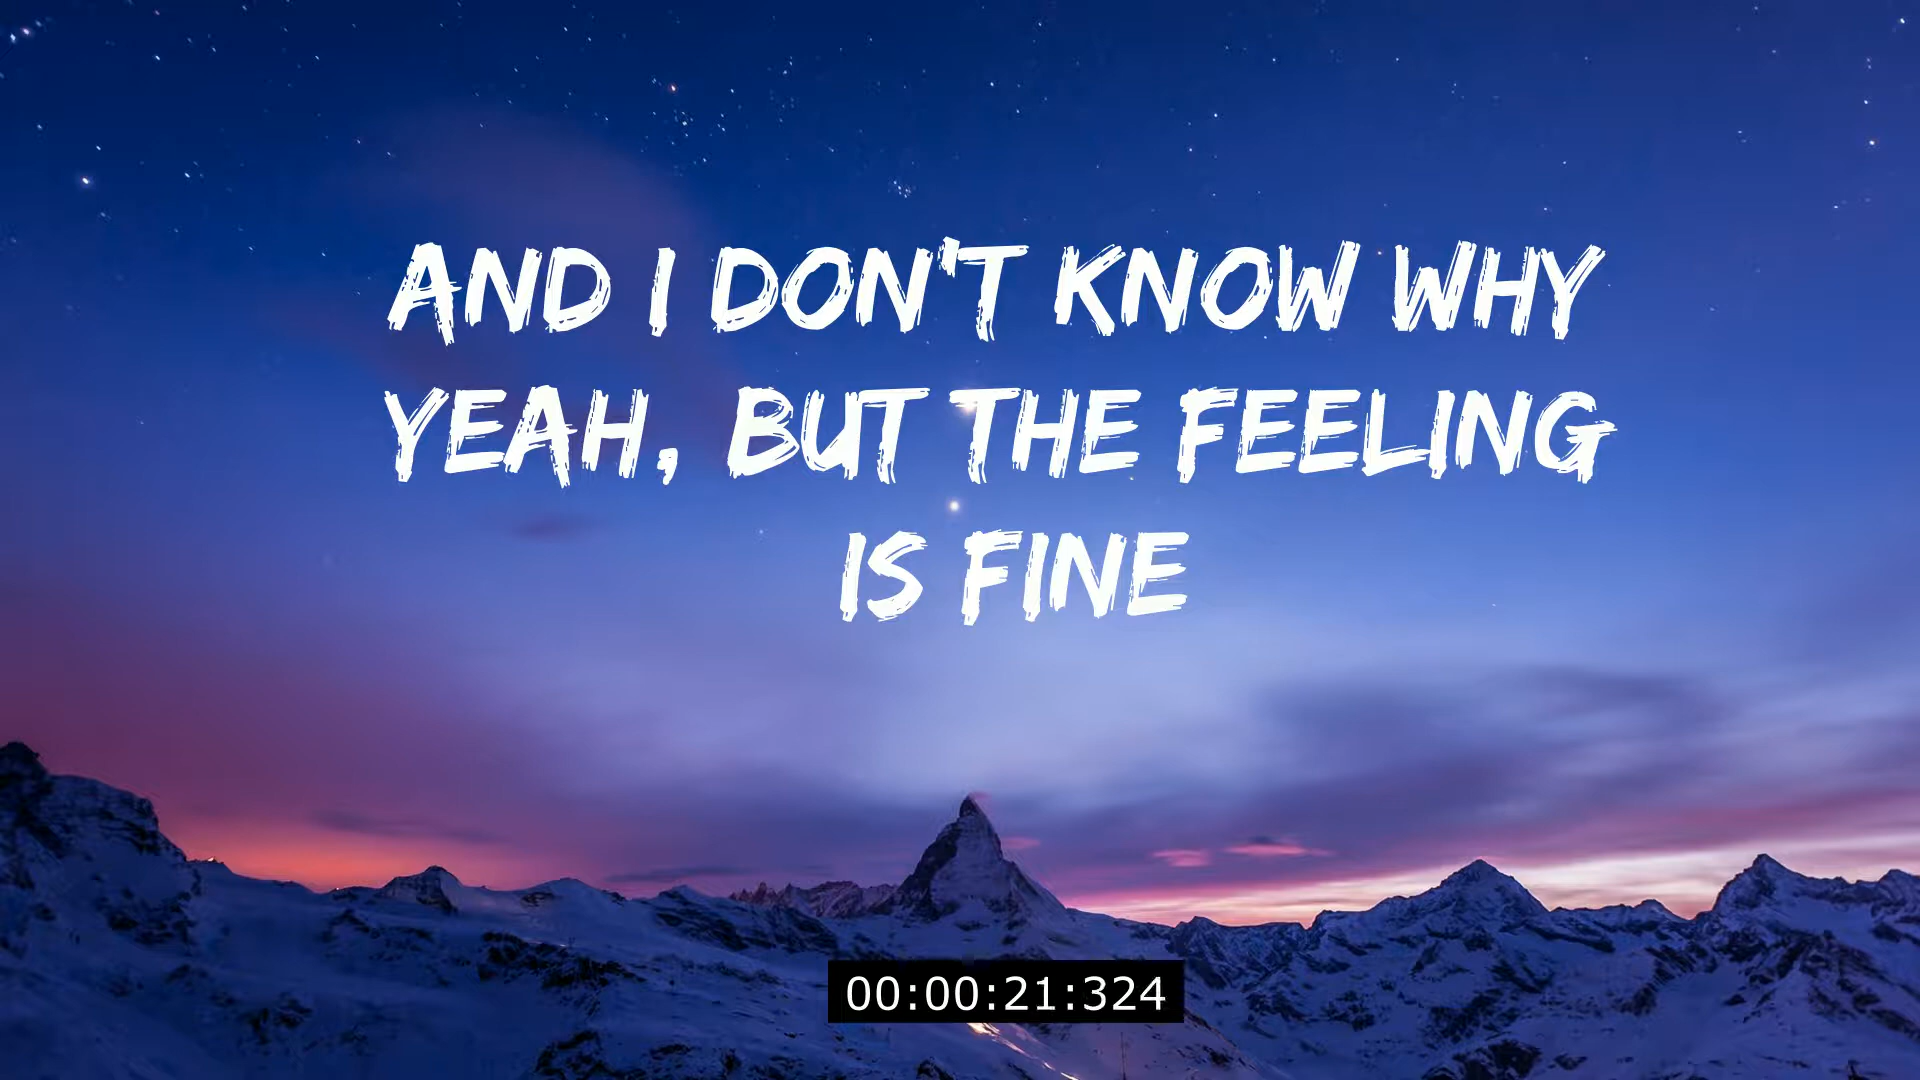 AND I DON'T KNOW WHY
YEAH, BUT THE FEELING
IS FINE
00:00:21:324